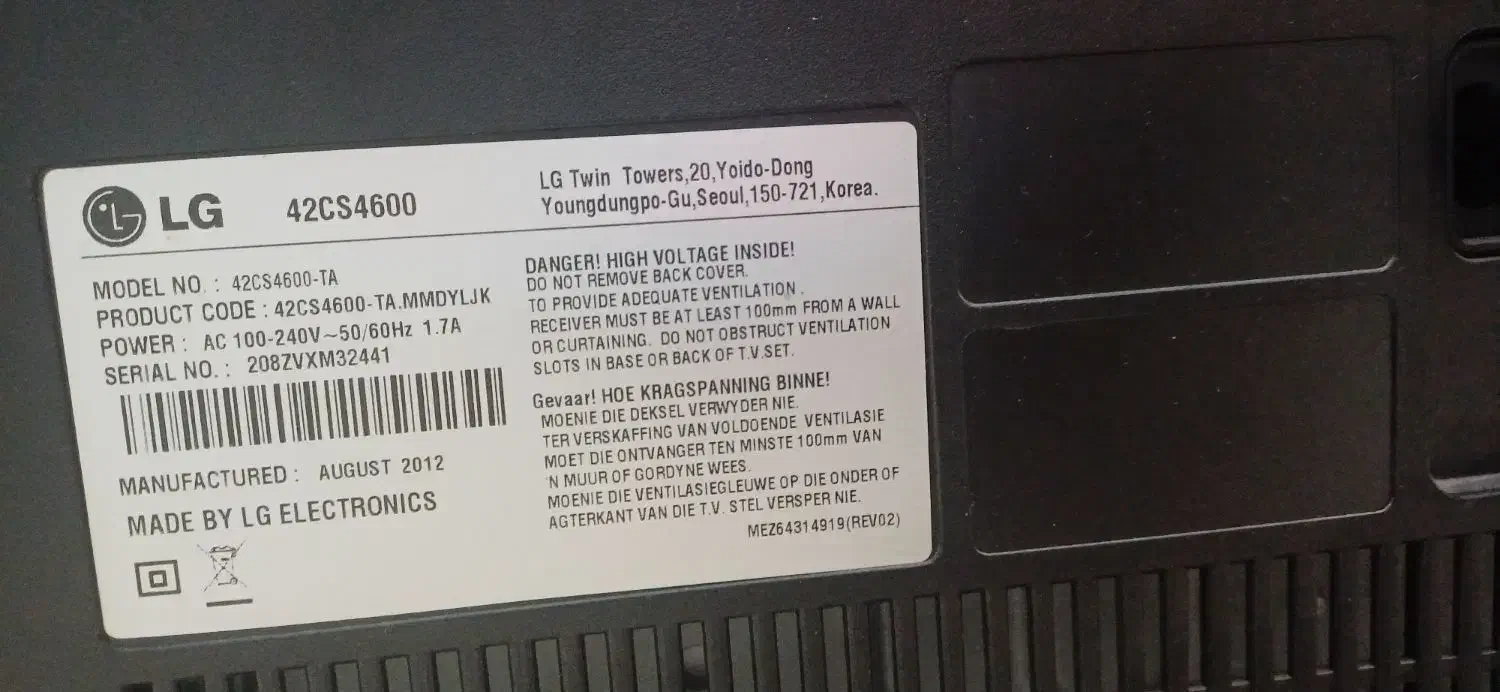 LG 42CS4600
LG Twin Towers,20,Yoido-Dong
Youngdungpo-Gu,Seoul,150-721,Korea.
MODEL NO. : 42CS4600-TA
PRODUCT CODE : 42CS4600-TA.MMDYLJK
POWER : AC 100-240V~50/60Hz 1.7A
SERIAL NO. : 208ZVXM32441
MANUFACTURED : AUGUST 2012
MADE BY LG ELECTRONICS
DANGER! HIGH VOLTAGE INSIDE!
DO NOT REMOVE BACK COVER.
TO PROVIDE ADEQUATE VENTILATION .
RECEIVER MUST BE AT LEAST 100mm FROM A WALL
OR CURTAINING. DO NOT OBSTRUCT VENTILATION
SLOTS IN BASE OR BACK OF T.V.SET.
Gevaar! HOE KRAGSPANNING BINNE!
MOENIE DIE DEKSEL VERWYDER NIE.
TER VERSKAFFING VAN VOLDOENDE VENTILASIE
MOET DIE ONTVANGER TEN MINSTE 100mm VAN
'N MUUR OF GORDYNE WEES.
MOENIE DIE VENTILASIEGLEUWE OP DIE ONDER OF
AGTERKANT VAN DIE T.V. STEL VERSPER NIE.
MEZ64314919(REV02)